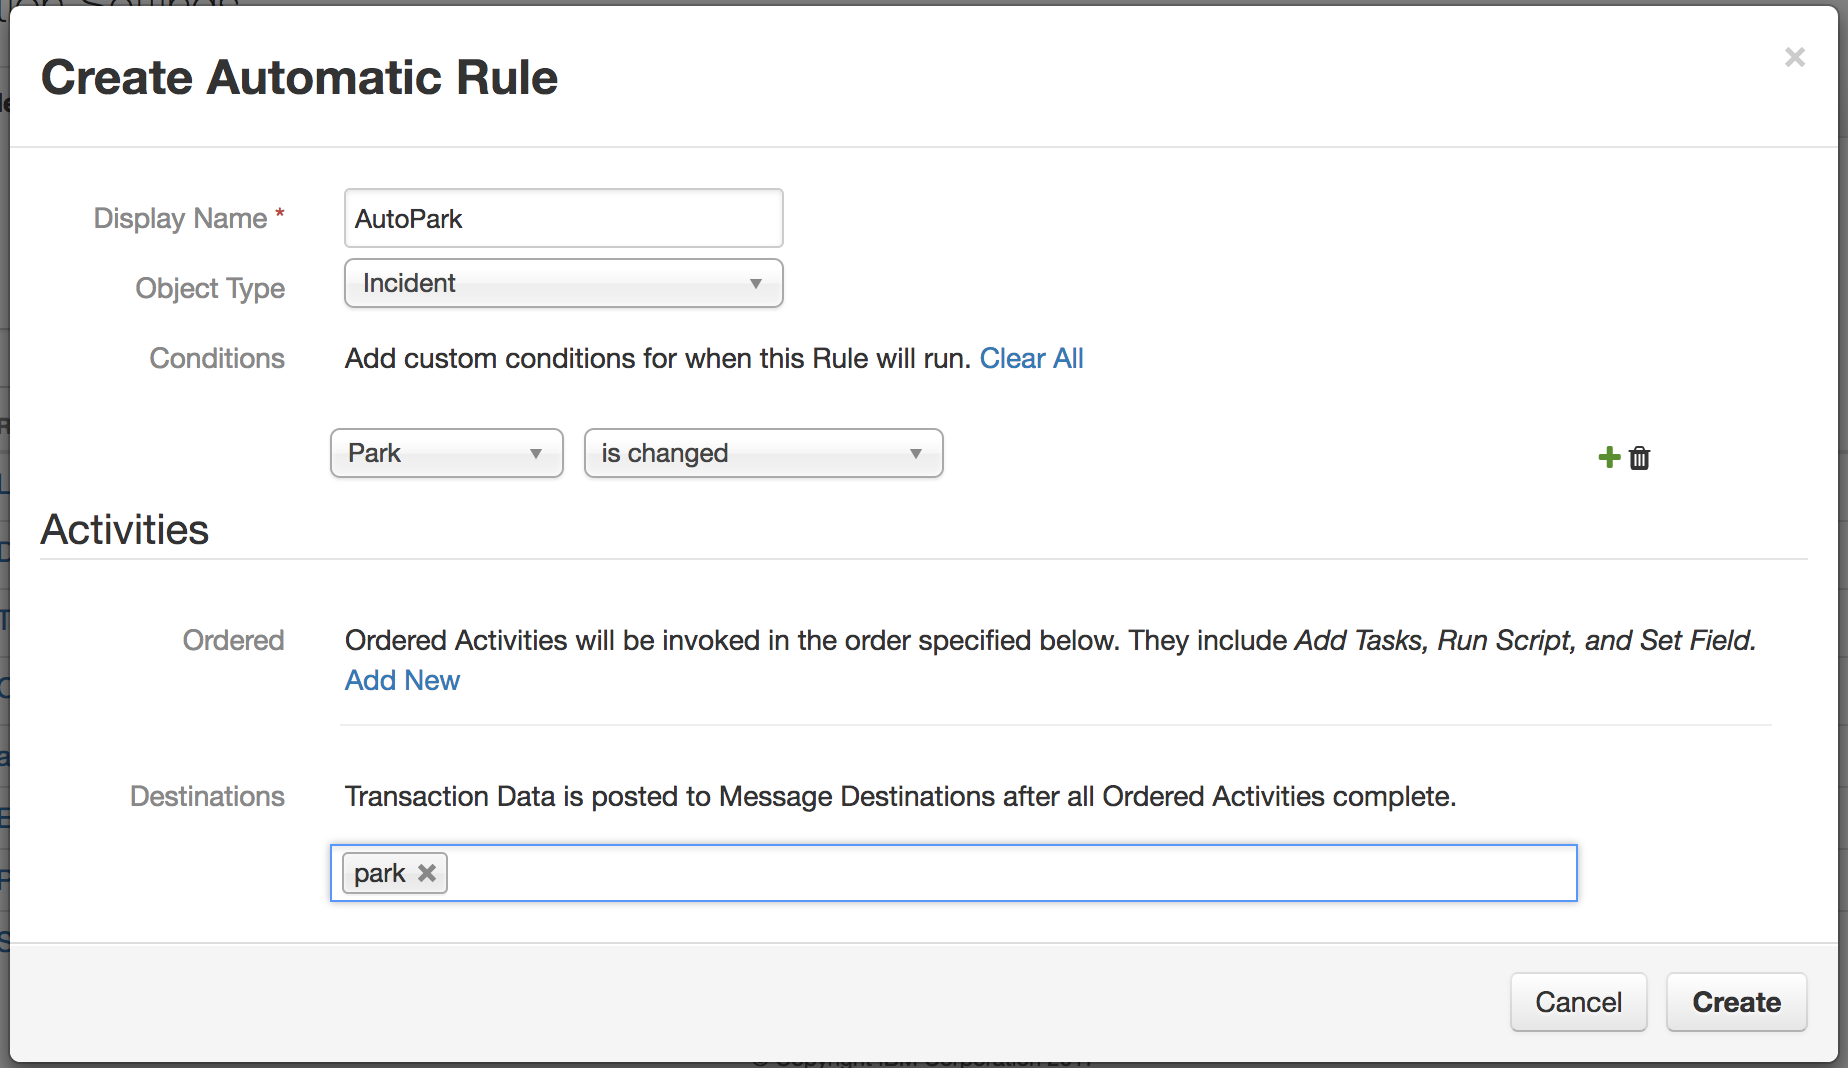 Create Automatic Rule
×
Display Name *
AutoPark
Object Type
Incident
Conditions
Add custom conditions for when this Rule will run. Clear All
Park
is changed
Activities
Ordered
Ordered Activities will be invoked in the order specified below. They include Add Tasks, Run Script, and Set Field.
Add New
Destinations
Transaction Data is posted to Message Destinations after all Ordered Activities complete.
park
Cancel
Create